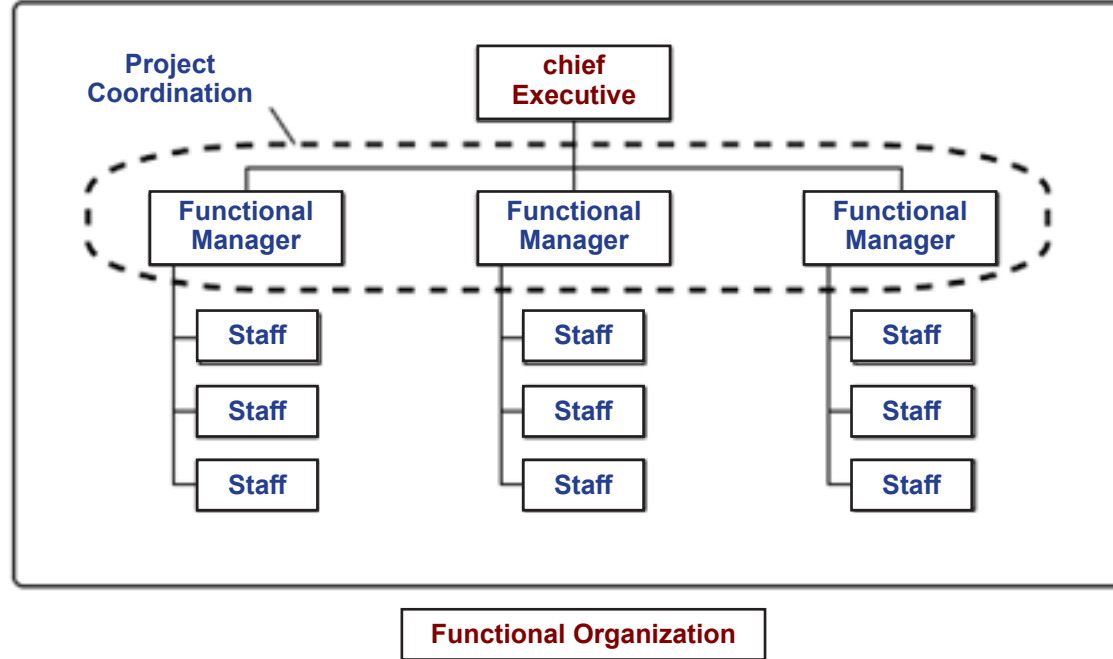 Project
Coordination
chief
Executive
Functional
Manager
Functional
Manager
Functional
Manager
Staff
Staff
Staff
Staff
Staff
Staff
Staff
Staff
Staff
Functional Organization